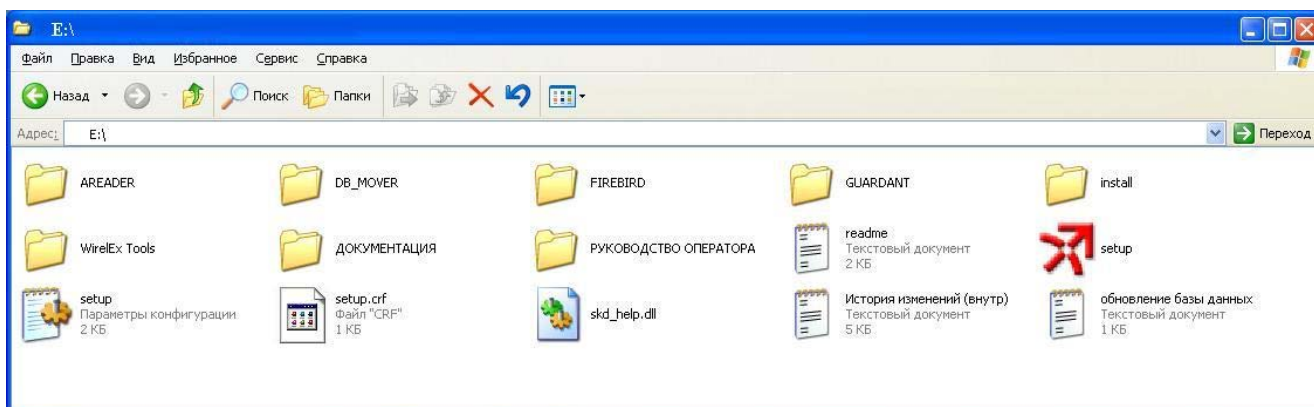 E:\
Файл Правка Вид Избранное Сервис Справка
Назад Поиск Папки
Адрес: E:\ Переход
AREADER DB_MOVER FIREBIRD GUARDANT install
WirelEx Tools ДОКУМЕНТАЦИЯ РУКОВОДСТВО ОПЕРАТОРА readme
Текстовый документ
2 КБ setup
setup
Параметры конфигурации
2 КБ setup.crf
Файл "CRF"
1 КБ skd_help.dll История изменений (внутр)
Текстовый документ
5 КБ обновление базы данных
Текстовый документ
1 КБ